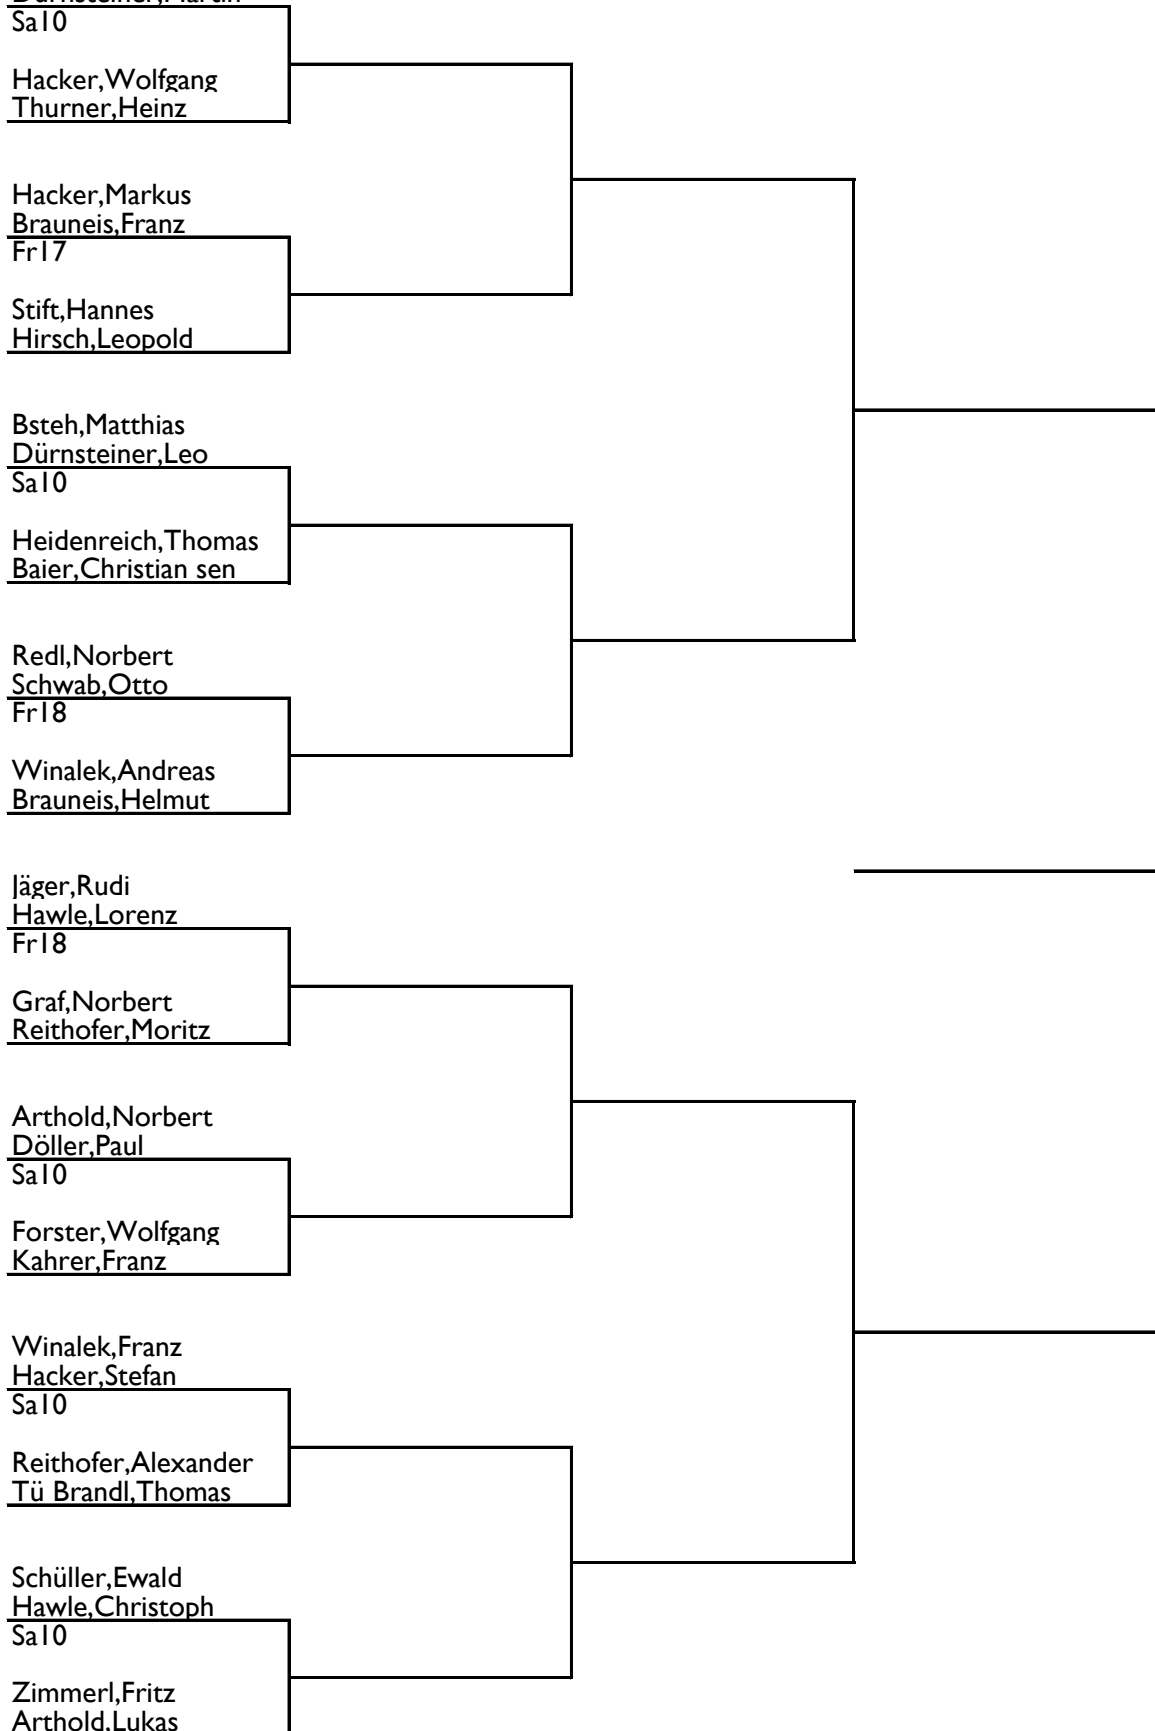 Sa10
Hacker,Wolfgang
Thurner,Heinz
Hacker,Markus
Brauneis,Franz
Fr17
Stift,Hannes
Hirsch,Leopold
Bsteh,Matthias
Dürnsteiner,Leo
Sa10
Heidenreich,Thomas
Baier,Christian sen
Redl,Norbert
Schwab,Otto
Fr18
Winalek,Andreas
Brauneis,Helmut
Jäger,Rudi
Hawle,Lorenz
Fr18
Graf,Norbert
Reithofer,Moritz
Arthold,Norbert
Döller,Paul
Sa10
Forster,Wolfgang
Kahrer,Franz
Winalek,Franz
Hacker,Stefan
Sa10
Reithofer,Alexander
Tü Brandl,Thomas
Schüller,Ewald
Hawle,Christoph
Sa10
Zimmerl,Fritz
Arthold,Lukas